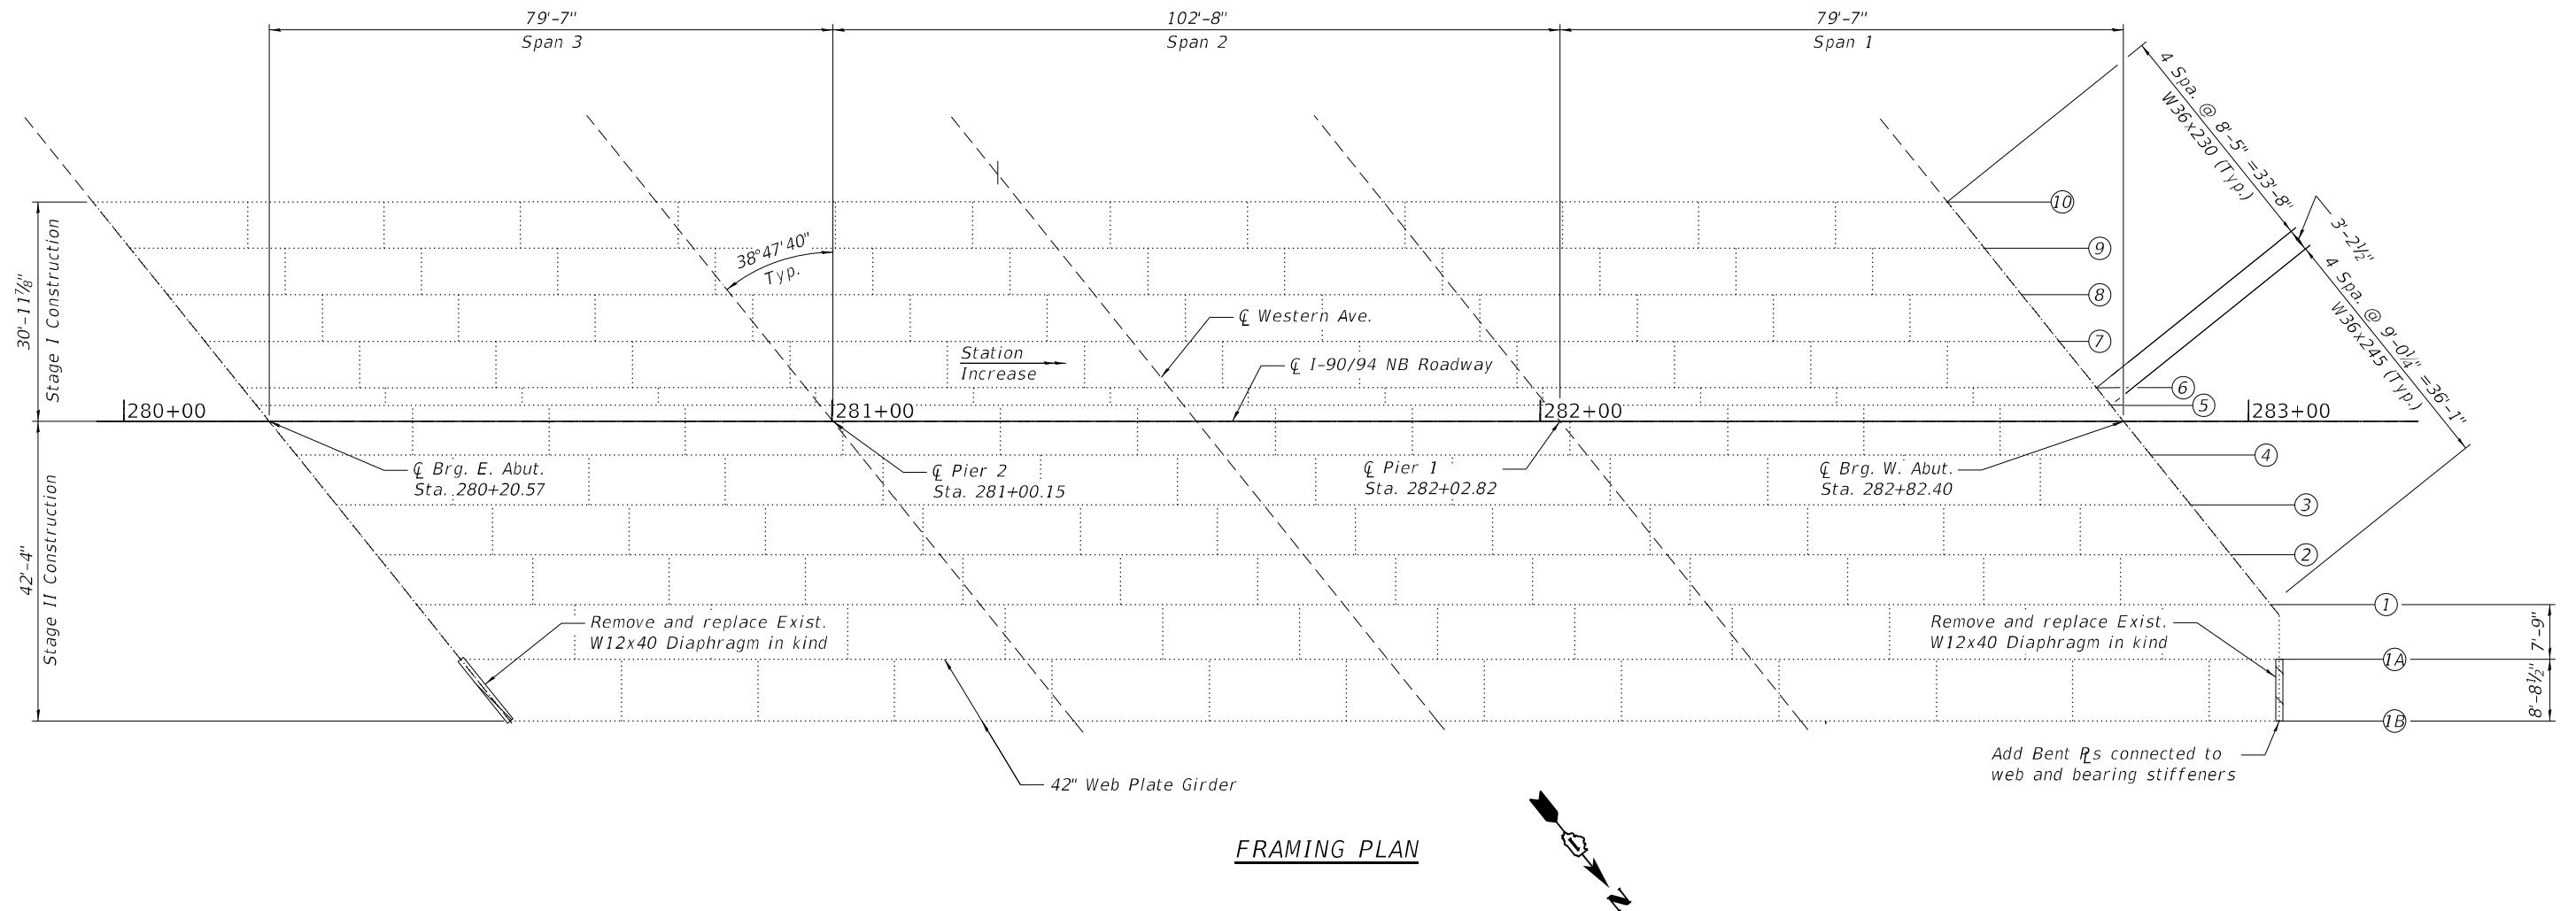 79'-7"
Span 3
102'-8"
Span 2
79'-7"
Span 1
4 Spa. @ 8'-5" =33'-8"
W36x230 (Typ.)
3'-2½"
4 Spa. @ 9'-0¼" =36'-1"
W36x245 (Typ.)
30'-11⅞"
Stage I Construction
42'-4"
Stage II Construction
38°47'40"
Typ.
℄ Western Ave.
Station
Increase
℄ I-90/94 NB Roadway
280+00
281+00
282+00
283+00
℄ Brg. E. Abut.
Sta. 280+20.57
℄ Pier 2
Sta. 281+00.15
℄ Pier 1
Sta. 282+02.82
℄ Brg. W. Abut.
Sta. 282+82.40
10
9
8
7
6
5
4
3
2
1
1A
1B
7'-9"
8'-8½"
Remove and replace Exist.
W12x40 Diaphragm in kind
Remove and replace Exist.
W12x40 Diaphragm in kind
42" Web Plate Girder
Add Bent ⅊s connected to
web and bearing stiffeners
FRAMING PLAN
N